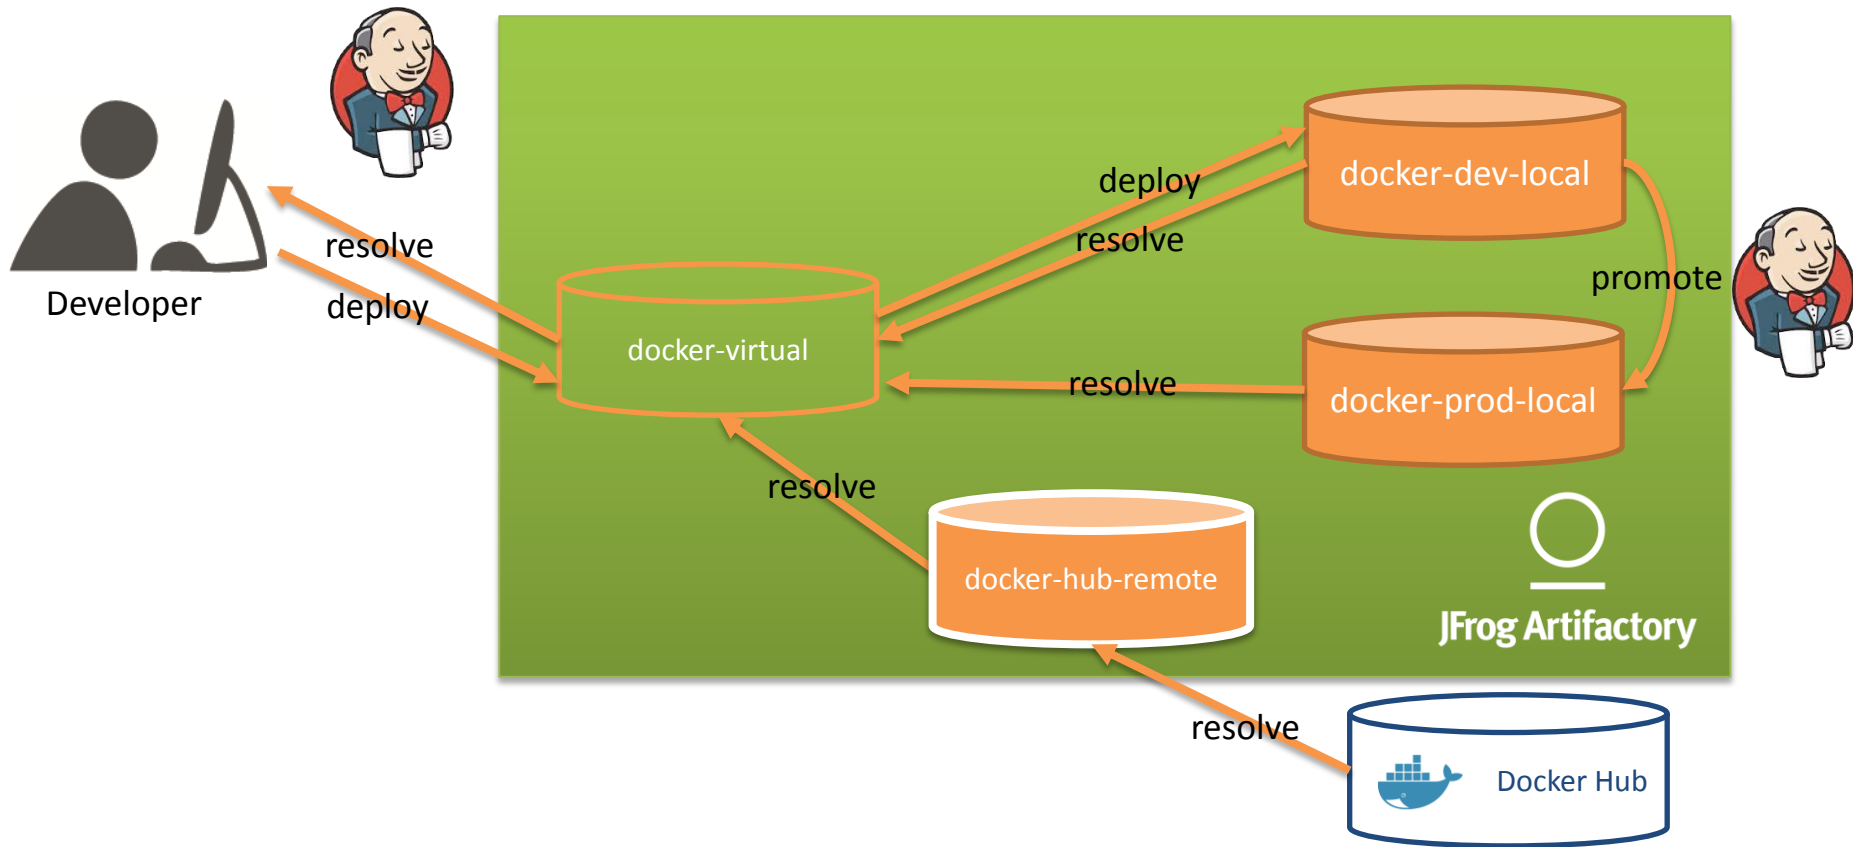 deploy
docker-dev-local
resolve
resolve
promote
Developer
deploy
docker-virtual
resolve
docker-prod-local
resolve
docker-hub-remote
JFrog Artifactory
resolve
Docker Hub